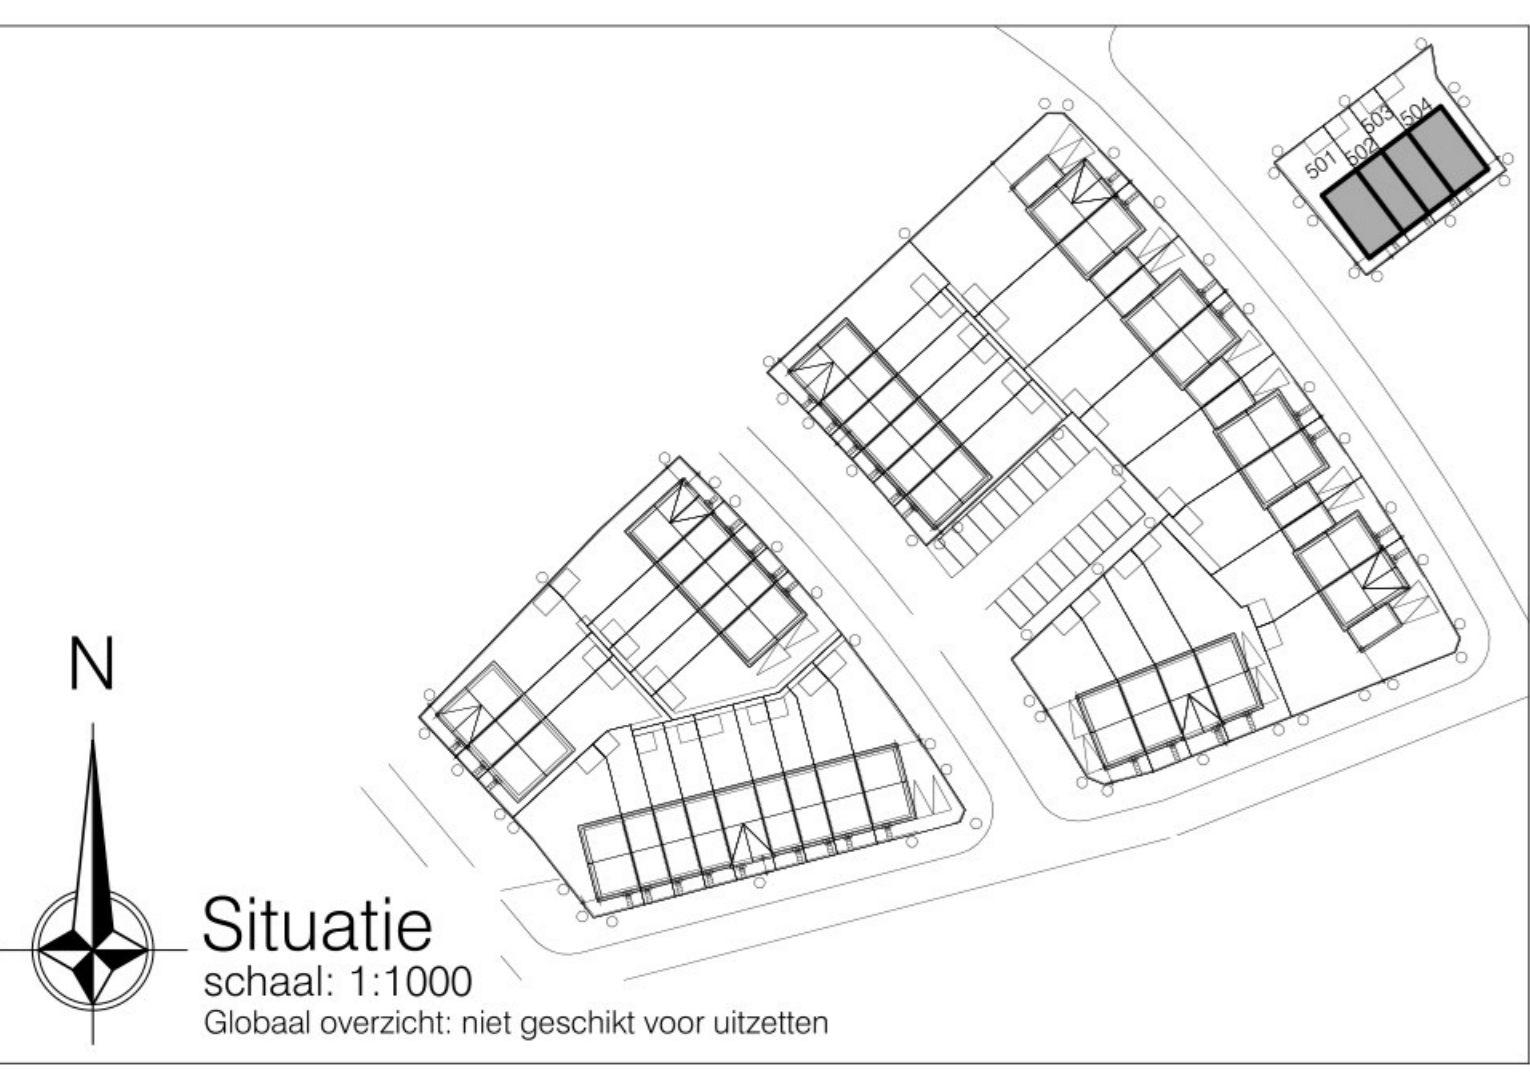 501
502
503
504
N
Situatie
schaal: 1:1000
Globaal overzicht: niet geschikt voor uitzetten